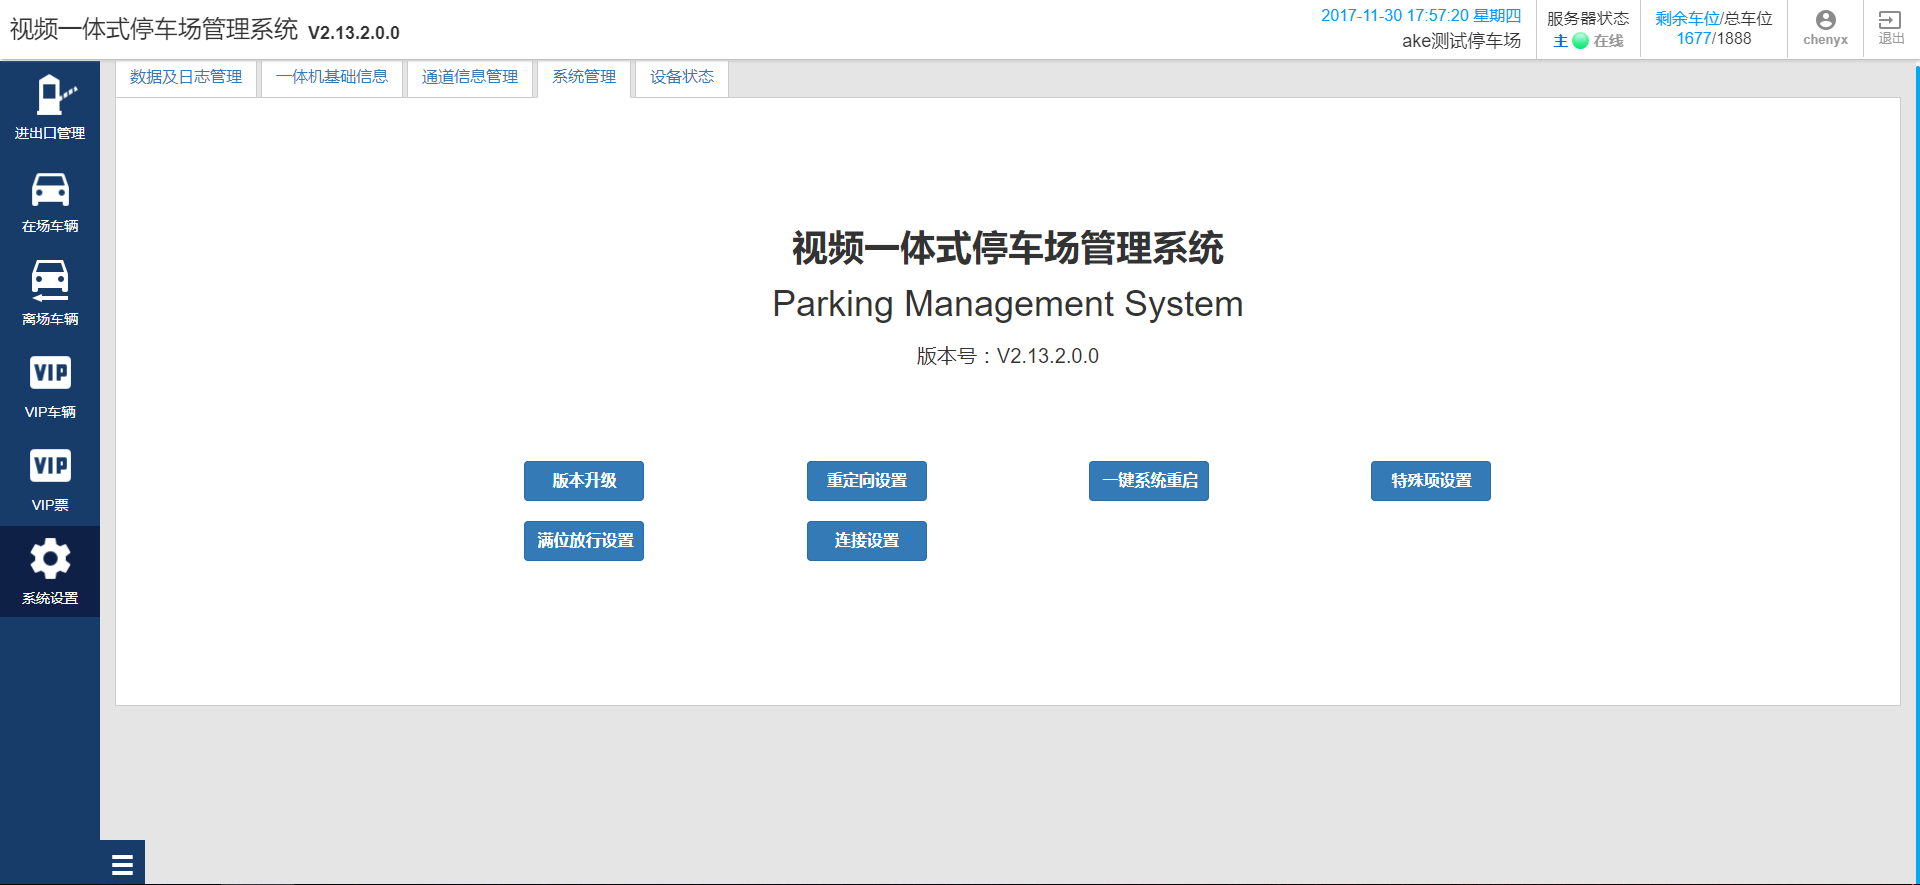 视频一体式停车场管理系统 V2.13.2.0.0
2017-11-30 17:57:20 星期四
ake测试停车场
服务器状态
主 在线
剩余车位/总车位
1677/1888
chenyx
退出
数据及日志管理
一体机基础信息
通道信息管理
系统管理
设备状态
进出口管理
在场车辆
离场车辆
VIP
VIP车辆
VIP
VIP票
系统设置
视频一体式停车场管理系统
Parking Management System
版本号：V2.13.2.0.0
版本升级
重定向设置
一键系统重启
特殊项设置
满位放行设置
连接设置